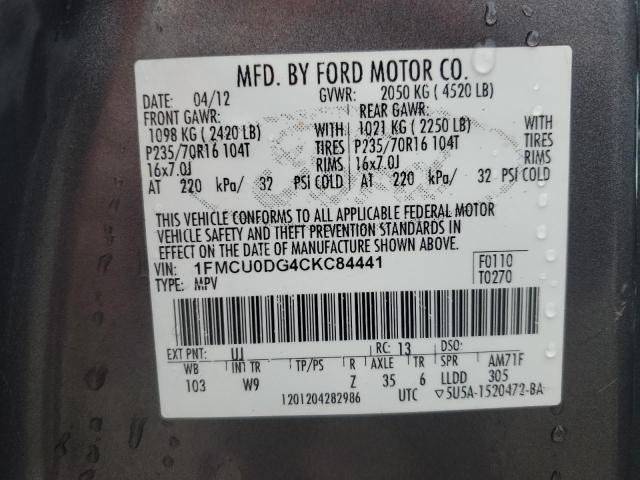 MFD. BY FORD MOTOR CO.
DATE: 04/12 GVWR: 2050 KG ( 4520 LB)
FRONT GAWR: REAR GAWR:
1098 KG ( 2420 LB) WITH 1021 KG ( 2250 LB) WITH
P235/70R16 104T TIRES P235/70R16 104T TIRES
16x7.0J RIMS 16x7.0J RIMS
AT 220 kPa/ 32 PSI COLD AT 220 kPa/ 32 PSI COLD
THIS VEHICLE CONFORMS TO ALL APPLICABLE FEDERAL MOTOR
VEHICLE SAFETY AND THEFT PREVENTION STANDARDS IN
EFFECT ON THE DATE OF MANUFACTURE SHOWN ABOVE.
VIN: 1FMCU0DG4CKC84441 F0110
TYPE: MPV T0270
EXT PNT: UJ RC: 13 DSO:
WB INT TR TP/PS R AXLE TR SPR AM71F
103 W9 Z 35 6 LLDD 305
1201204282986 UTC ▽5U5A-1520472-BA